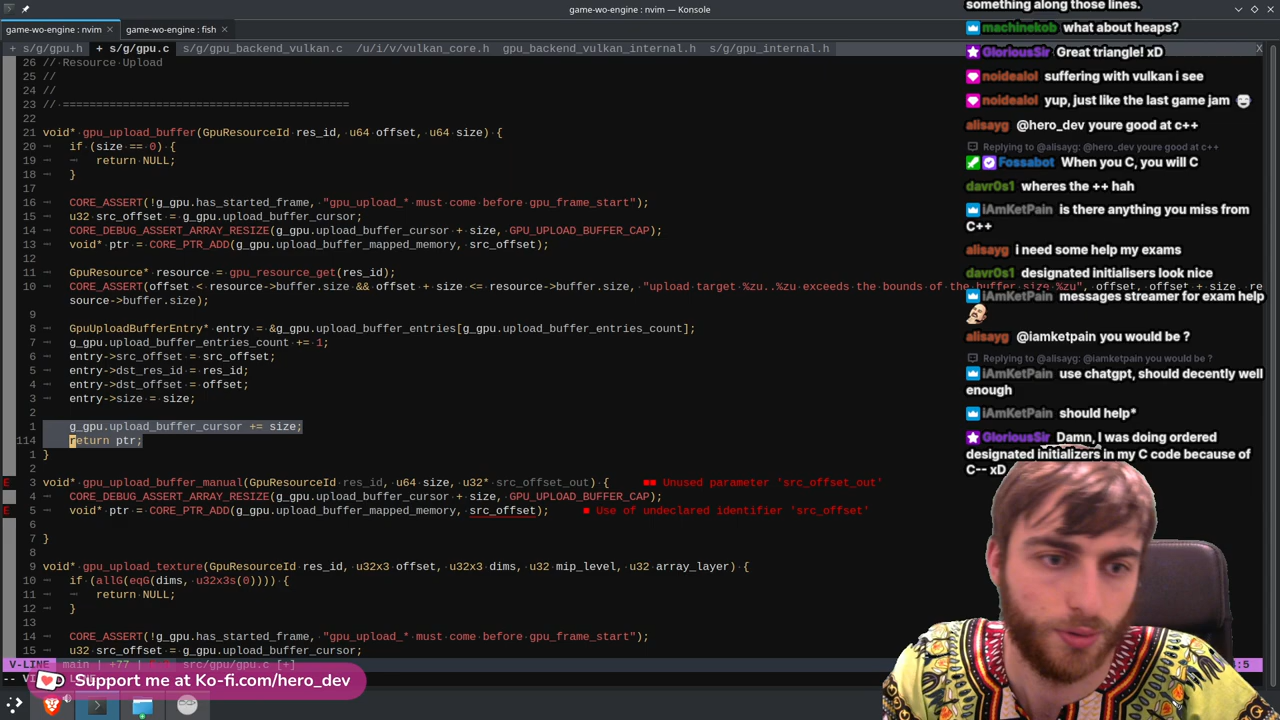 game-wo-engine : nvim — Konsole
game-wo-engine : nvim
game-wo-engine : fish
+ s/g/gpu.h
+ s/g/gpu.c
s/g/gpu_backend_vulkan.c
/u/i/v/vulkan_core.h
gpu_backend_vulkan_internal.h
s/g/gpu_internal.h
X
26 // Resource Upload
25 //
24 //
23 // ===========================================
22
21 void* gpu_upload_buffer(GpuResourceId res_id, u64 offset, u64 size) {
20 if (size == 0) {
19 return NULL;
18 }
17
16 CORE_ASSERT(!g_gpu.has_started_frame, "gpu_upload_* must come before gpu_frame_start");
15 u32 src_offset = g_gpu.upload_buffer_cursor;
14 CORE_DEBUG_ASSERT_ARRAY_RESIZE(g_gpu.upload_buffer_cursor + size, GPU_UPLOAD_BUFFER_CAP);
13 void* ptr = CORE_PTR_ADD(g_gpu.upload_buffer_mapped_memory, src_offset);
12
11 GpuResource* resource = gpu_resource_get(res_id);
10 CORE_ASSERT(offset < resource->buffer.size && offset + size <= resource->buffer.size, "upload target %zu..%zu exceeds the bounds of the buffer size %zu", offset, offset + size re
source->buffer.size);
9
8 GpuUploadBufferEntry* entry = &g_gpu.upload_buffer_entries[g_gpu.upload_buffer_entries_count];
7 g_gpu.upload_buffer_entries_count += 1;
6 entry->src_offset = src_offset;
5 entry->dst_res_id = res_id;
4 entry->dst_offset = offset;
3 entry->size = size;
2
1 g_gpu.upload_buffer_cursor += size;
114 return ptr;
1 }
2
E 3 void* gpu_upload_buffer_manual(GpuResourceId res_id, u64 size, u32* src_offset_out) { ■■ Unused parameter 'src_offset_out'
4 CORE_DEBUG_ASSERT_ARRAY_RESIZE(g_gpu.upload_buffer_cursor + size, GPU_UPLOAD_BUFFER_CAP);
E 5 void* ptr = CORE_PTR_ADD(g_gpu.upload_buffer_mapped_memory, src_offset); ■ Use of undeclared identifier 'src_offset'
6
7 }
8
9 void* gpu_upload_texture(GpuResourceId res_id, u32x3 offset, u32x3 dims, u32 mip_level, u32 array_layer) {
10 if (allG(eqG(dims, u32x3s(0)))) {
11 return NULL;
12 }
13
14 CORE_ASSERT(!g_gpu.has_started_frame, "gpu_upload_* must come before gpu_frame_start");
15 u32 src_offset = g_gpu.upload_buffer_cursor;
V-LINE main | +77 src/gpu/gpu.c [+]
:5
Support me at Ko-fi.com/hero_dev
something along those lines.
machinekob what about heaps?
GloriousSir Great triangle! xD
noidealol suffering with vulkan i see
noidealol yup, just like the last game jam
alisayg @hero_dev youre good at c++
Replying to @alisayg: @hero_dev youre good at c++
Fossabot When you C, you will C
davr0s1 wheres the ++ hah
iAmKetPain is there anything you miss from
C++
alisayg i need some help my exams
davr0s1 designated initialisers look nice
iAmKetPain messages streamer for exam help
alisayg @iamketpain you would be ?
Replying to @alisayg: @iamketpain you would be ?
iAmKetPain use chatgpt, should decently well
enough
iAmKetPain should help*
GloriousSir Damn, I was doing ordered
designated initializers in my C code because of
C-- xD